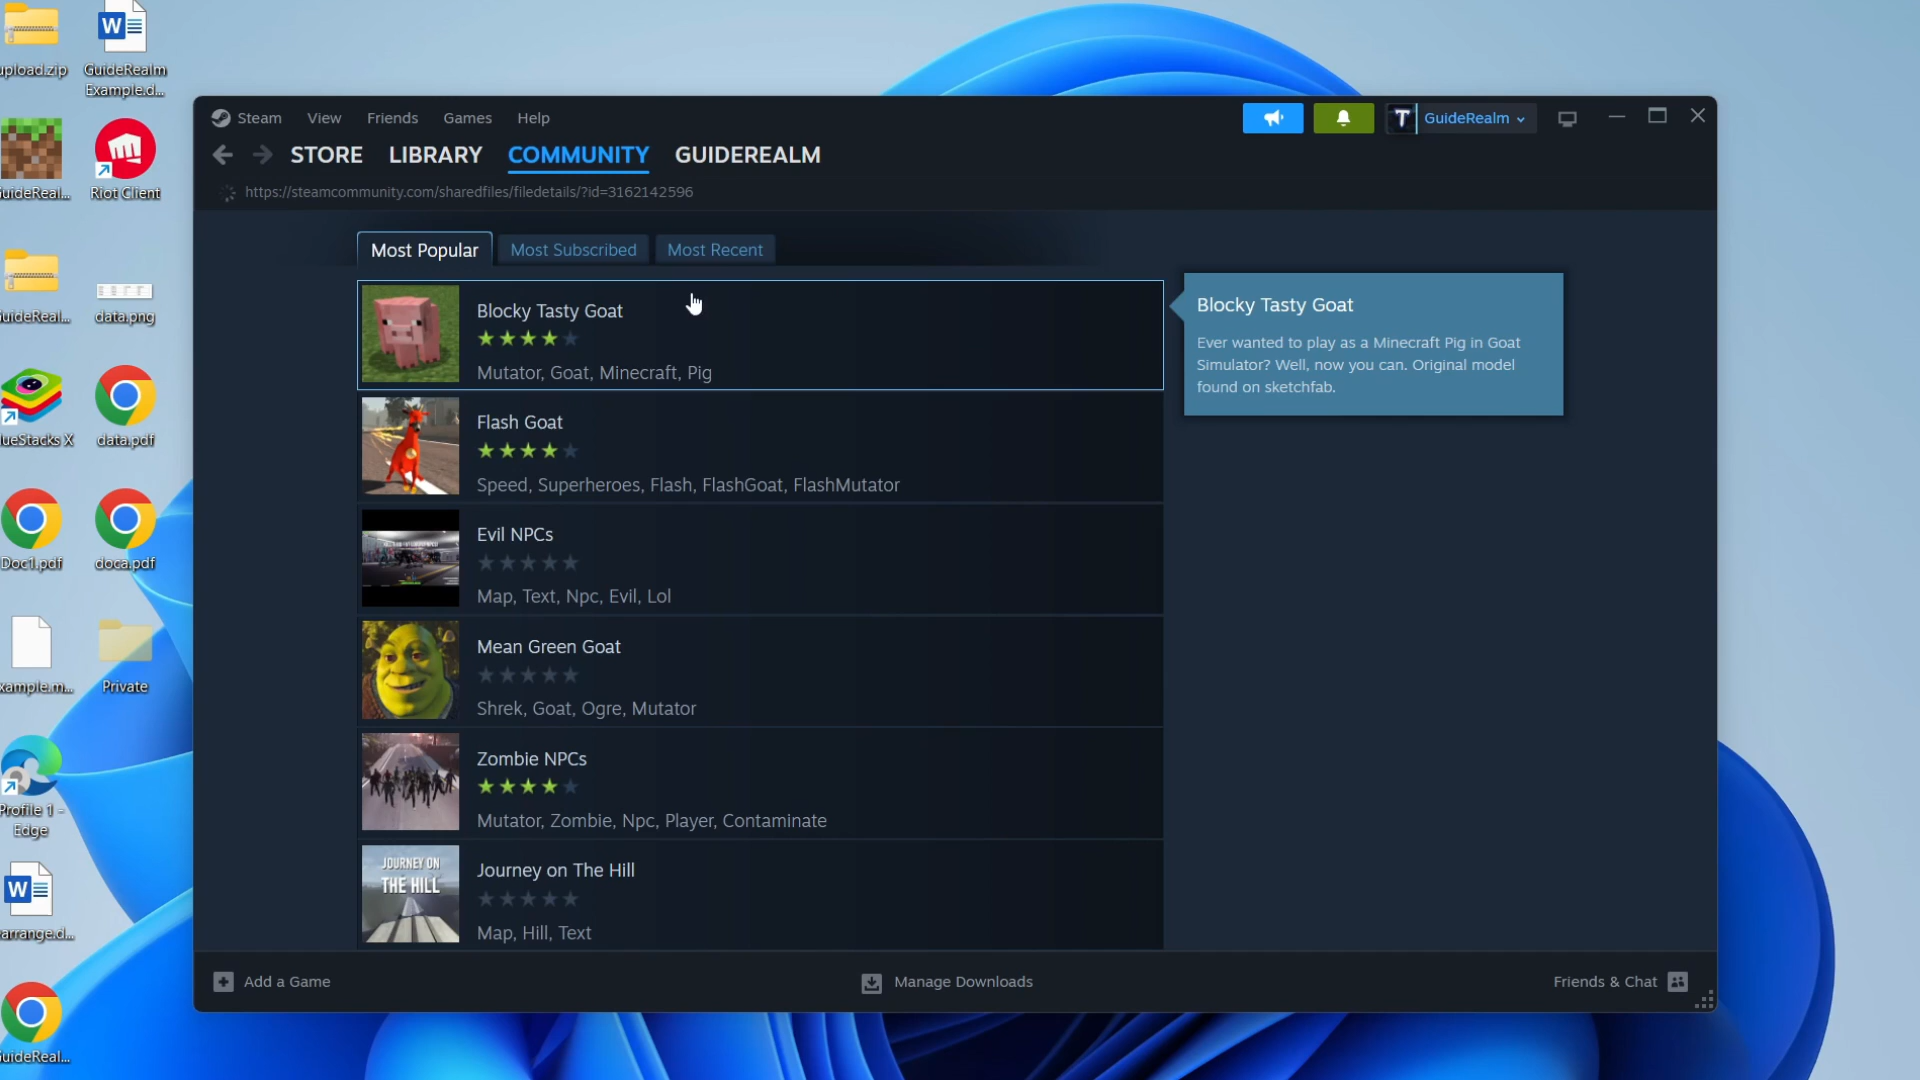 upload.zip
GuideRealm
Example.d...
GuideReal...
Riot Client
GuideReal...
data.png
BlueStacks X
data.pdf
Doc1.pdf
doca.pdf
example.m...
Private
Profile 1 -
Edge
arrange.d...
GuideReal...
Steam View Friends Games Help
T GuideRealm
STORE LIBRARY COMMUNITY GUIDEREALM
https://steamcommunity.com/sharedfiles/filedetails/?id=3162142596
Most Popular Most Subscribed Most Recent
Blocky Tasty Goat
Mutator, Goat, Minecraft, Pig
Flash Goat
Speed, Superheroes, Flash, FlashGoat, FlashMutator
Evil NPCs
Map, Text, Npc, Evil, Lol
Mean Green Goat
Shrek, Goat, Ogre, Mutator
Zombie NPCs
Mutator, Zombie, Npc, Player, Contaminate
JOURNEY ON
THE HILL
Journey on The Hill
Map, Hill, Text
Blocky Tasty Goat
Ever wanted to play as a Minecraft Pig in Goat
Simulator? Well, now you can. Original model
found on sketchfab.
Add a Game
Manage Downloads
Friends & Chat